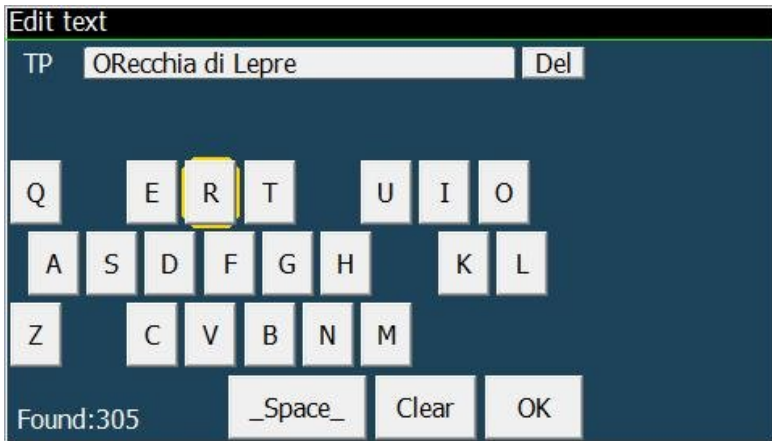 Edit text
TP ORecchia di Lepre Del
Q E R T U I O
A S D F G H K L
Z C V B N M
Found:305 _Space_ Clear OK